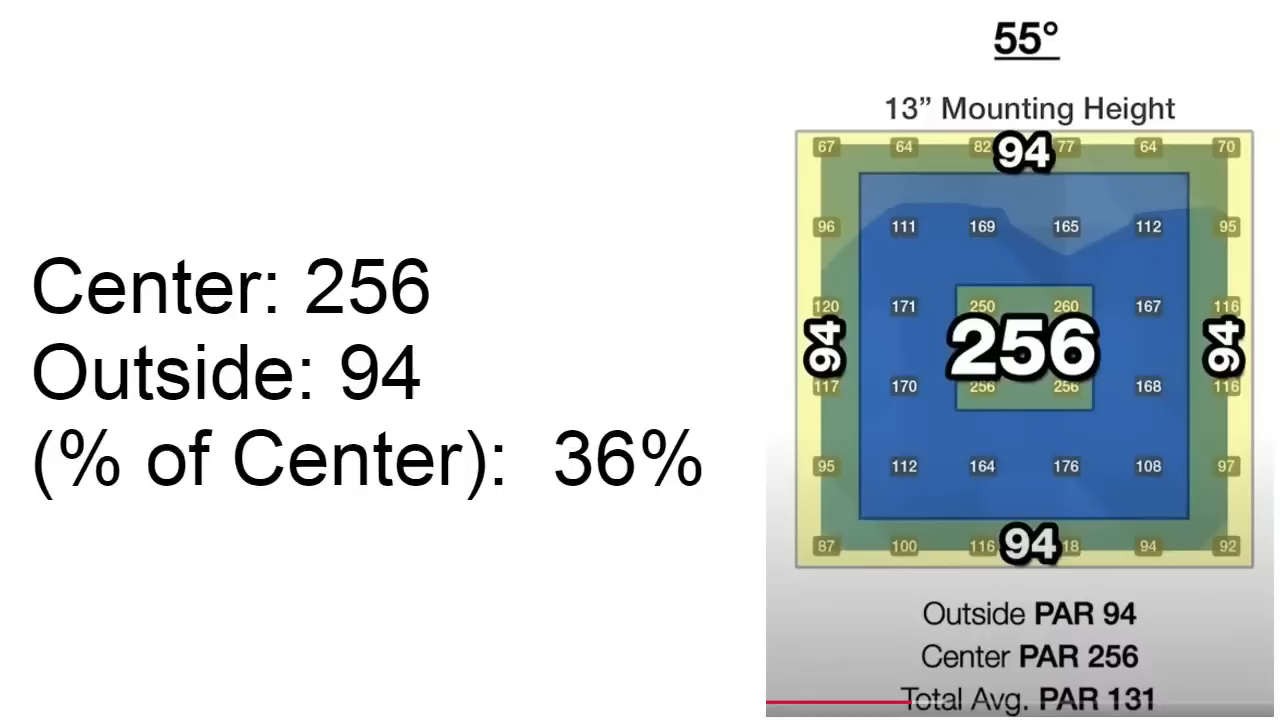 55°
13” Mounting Height
67 64 82 94 77 64 70
96 111 169 165 112 95
Center: 256
120 171 250 260 167 116
94 256 94
Outside: 94
117 170 256 256 168 116
(% of Center): 36%
95 112 164 176 108 97
87 100 116 94 18 94 92
Outside PAR 94
Center PAR 256
Total Avg. PAR 131